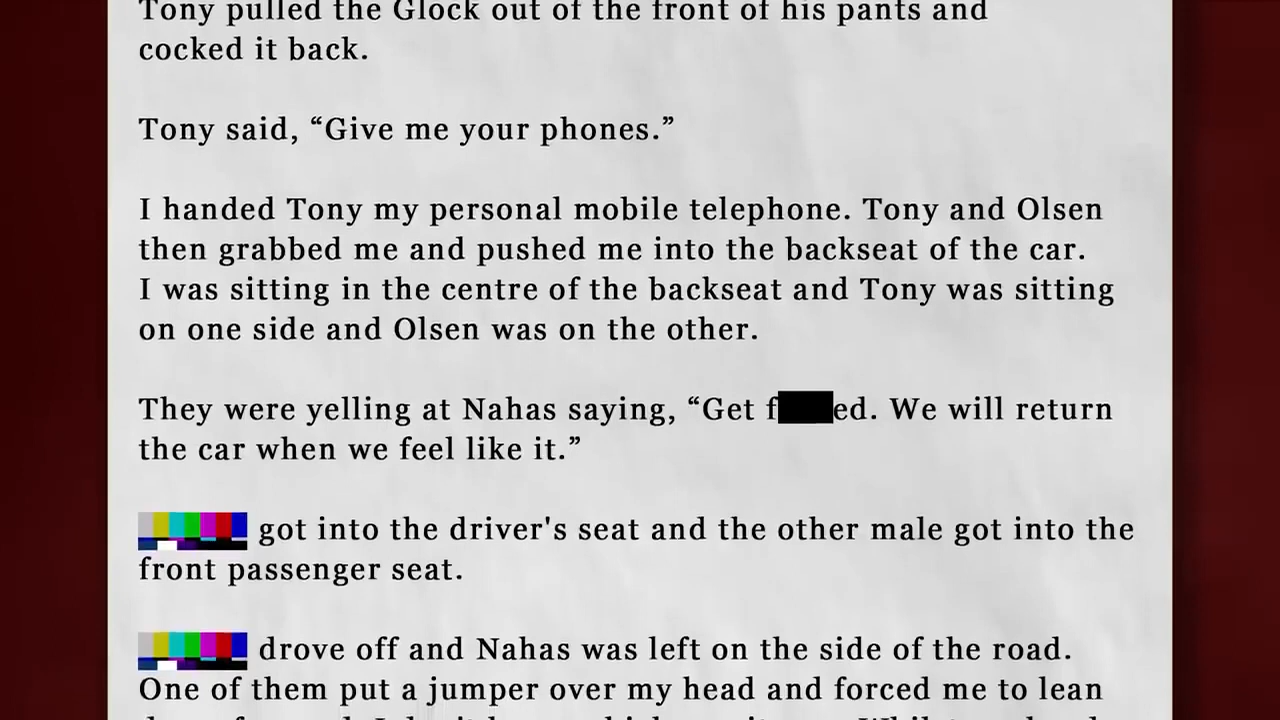 Tony pulled the Glock out of the front of his pants and
cocked it back.
Tony said, “Give me your phones.”
I handed Tony my personal mobile telephone. Tony and Olsen
then grabbed me and pushed me into the backseat of the car.
I was sitting in the centre of the backseat and Tony was sitting
on one side and Olsen was on the other.
They were yelling at Nahas saying, “Get f ed. We will return
the car when we feel like it.”
got into the driver's seat and the other male got into the
front passenger seat.
drove off and Nahas was left on the side of the road.
One of them put a jumper over my head and forced me to lean